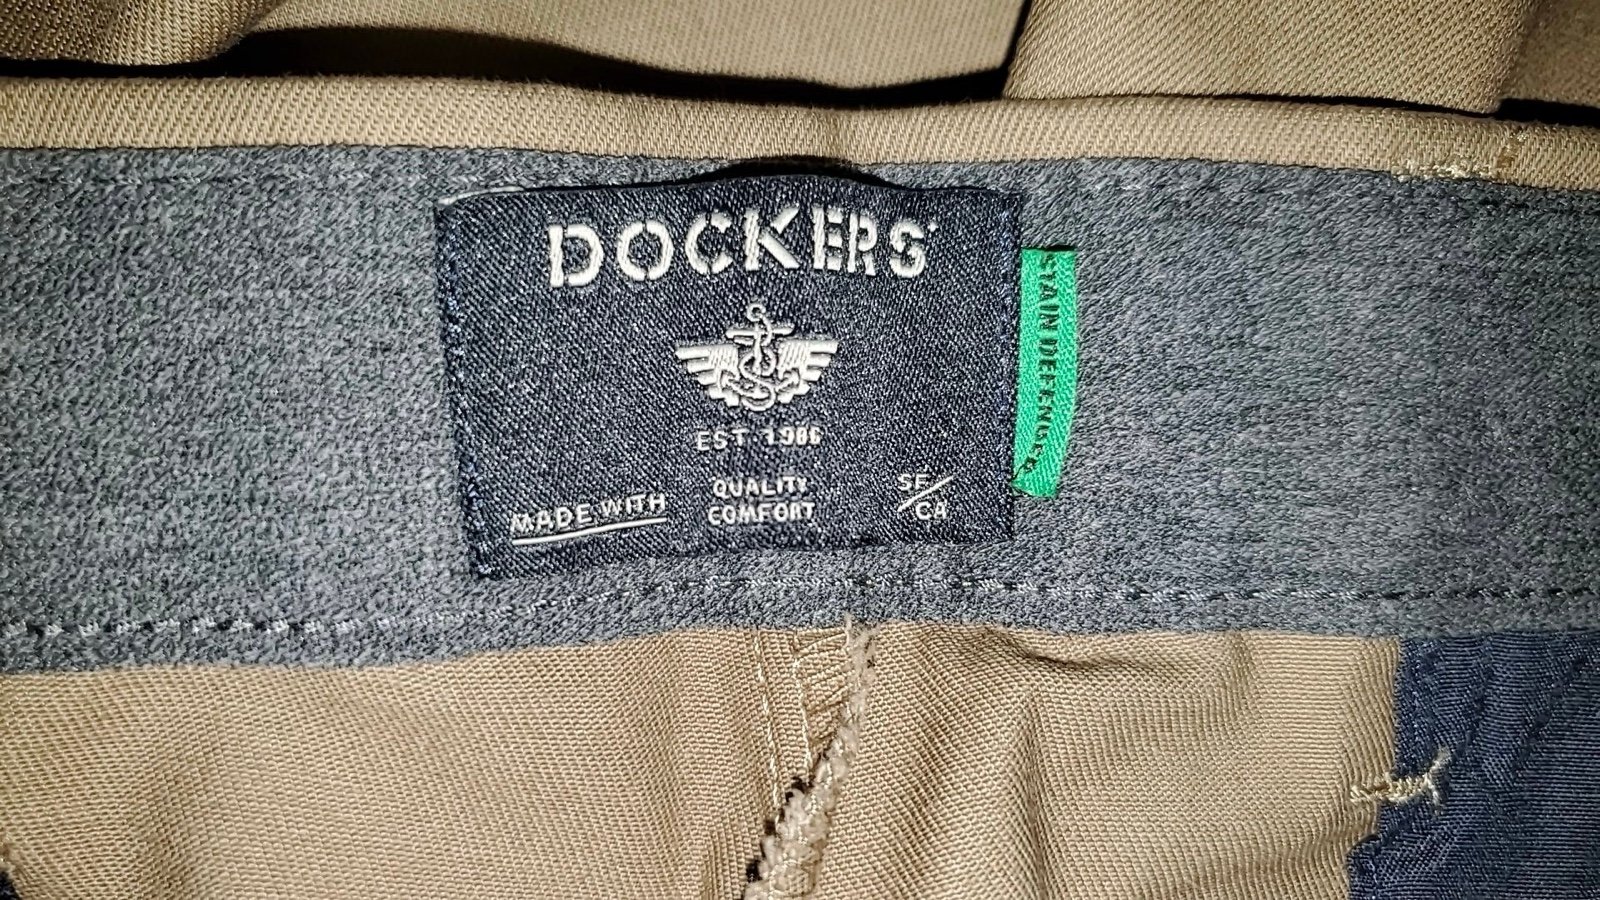 DOCKERS
EST 1986
MADE WITH
QUALITY
COMFORT
SF/
CA
STAIN DEFENDER